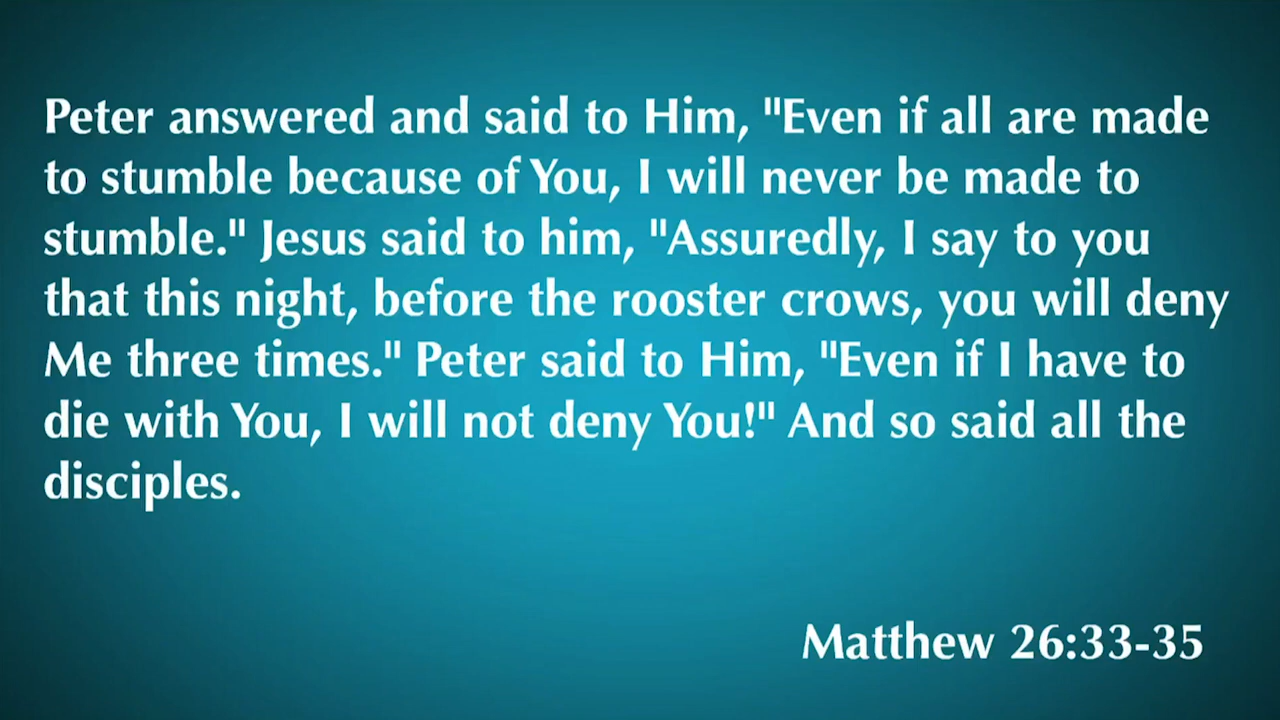 Peter answered and said to Him, "Even if all are made
to stumble because of You, I will never be made to
stumble." Jesus said to him, "Assuredly, I say to you
that this night, before the rooster crows, you will deny
Me three times." Peter said to Him, "Even if I have to
die with You, I will not deny You!" And so said all the
disciples.
Matthew 26:33-35